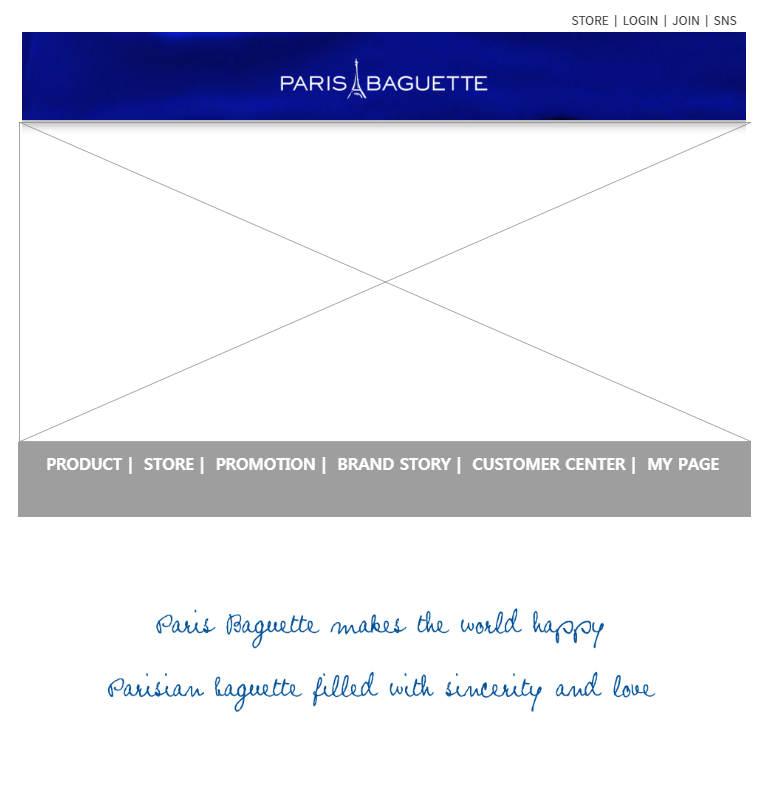 STORE | LOGIN | JOIN | SNS
PARIS BAGUETTE
PRODUCT | STORE | PROMOTION | BRAND STORY | CUSTOMER CENTER | MY PAGE
Paris Baguette makes the world happy
Parisian baguette filled with sincerity and love